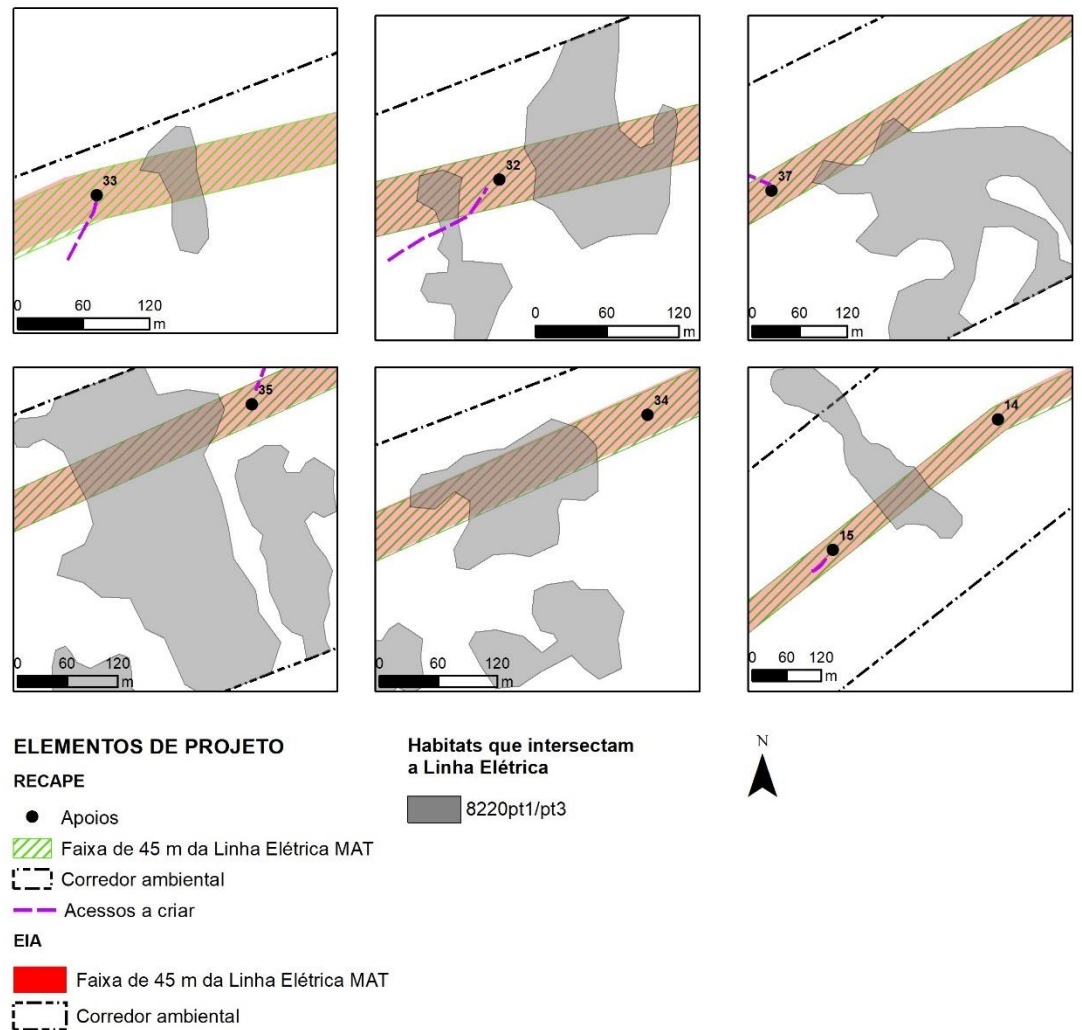 33
0 60 120
m
32
0 60 120
m
37
0 60 120
m
35
0 60 120
m
34
0 60 120
m
14
15
0 60 120
m
ELEMENTOS DE PROJETO
RECAPE
Apoios
Faixa de 45 m da Linha Elétrica MAT
Corredor ambiental
Acessos a criar
EIA
Faixa de 45 m da Linha Elétrica MAT
Corredor ambiental
Habitats que intersectam
a Linha Elétrica
8220pt1/pt3
N